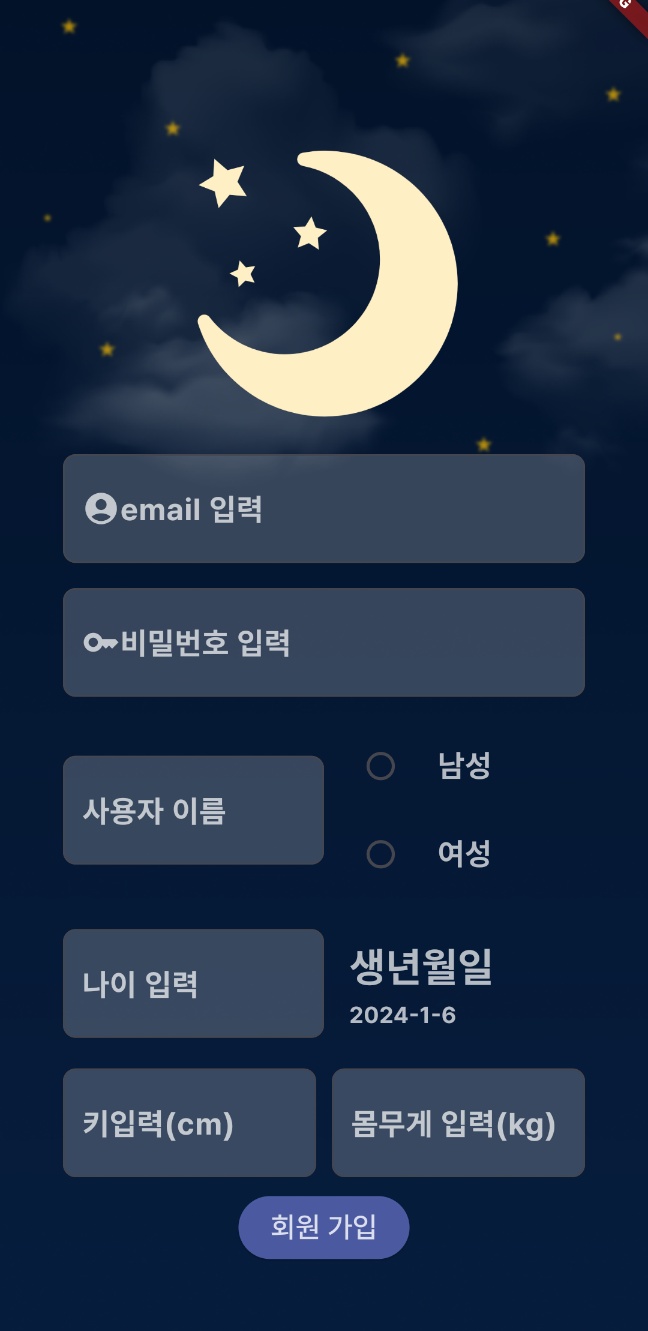 email 입력
비밀번호 입력
사용자 이름
남성
여성
나이 입력
생년월일
2024-1-6
키입력(cm)
몸무게 입력(kg)
회원 가입